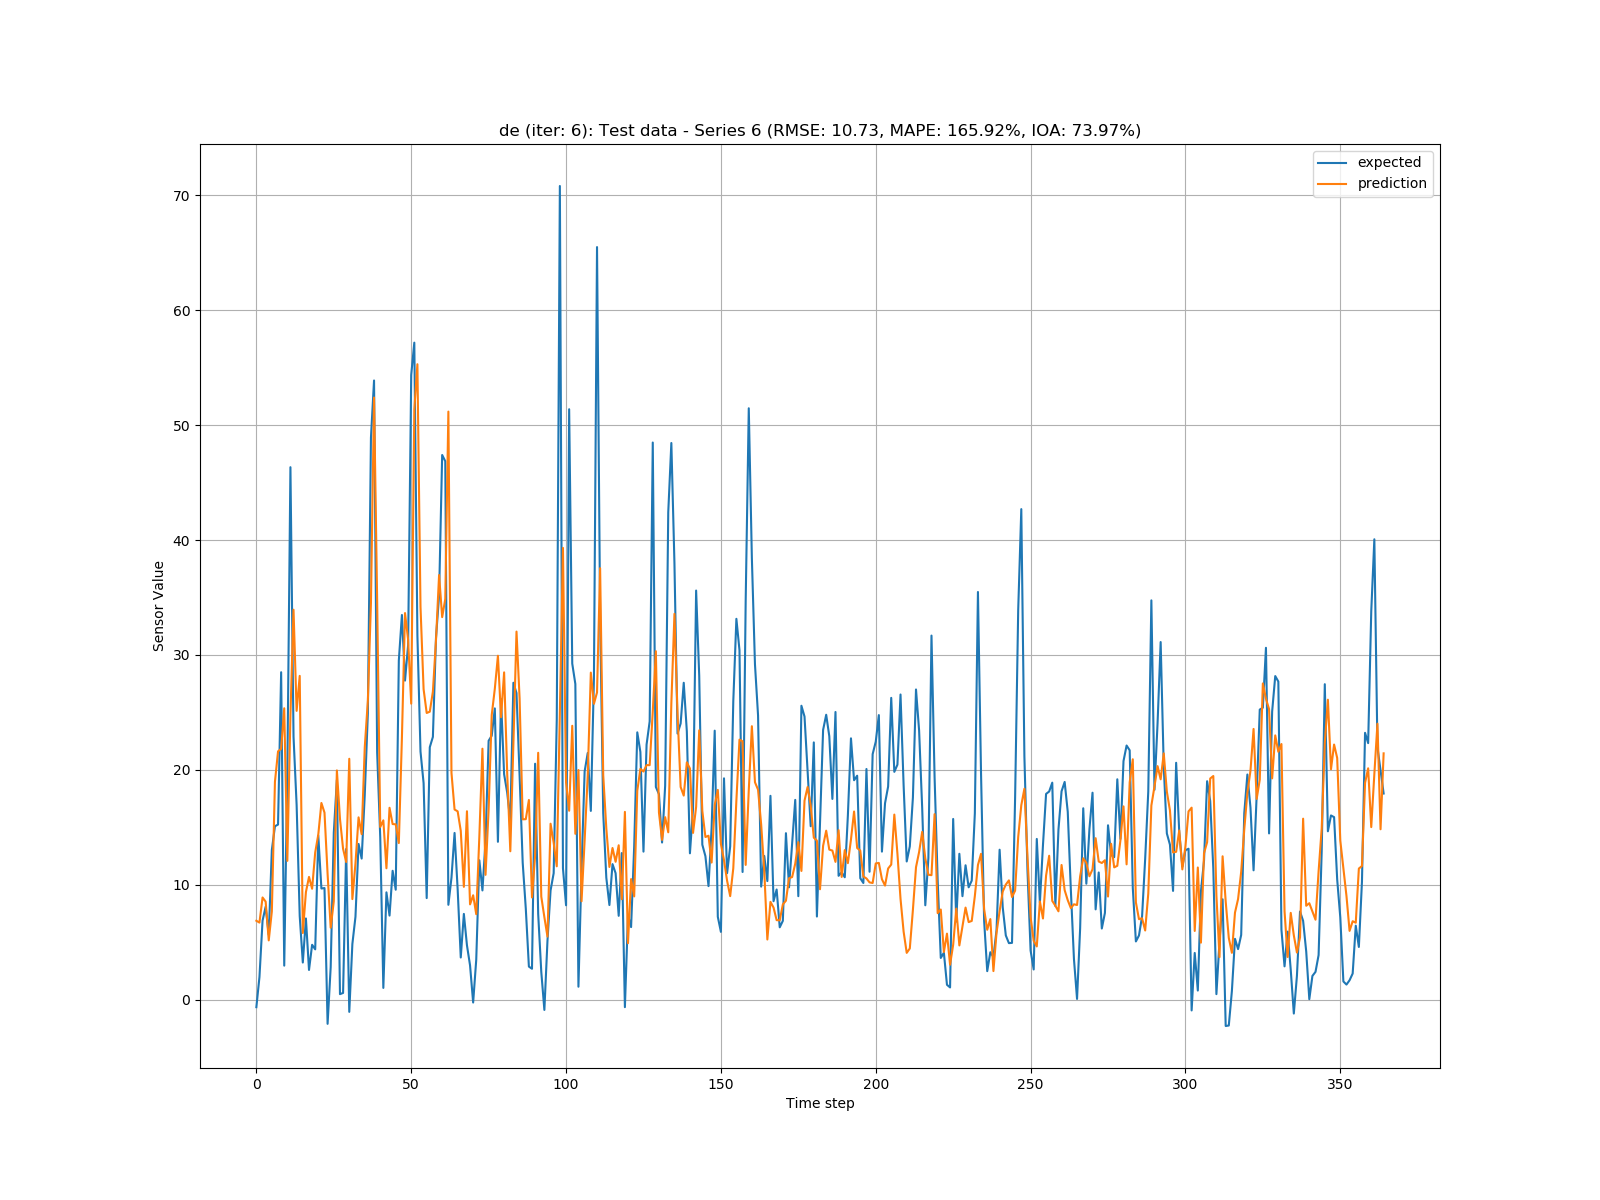 de (iter: 6): Test data - Series 6 (RMSE: 10.73, MAPE: 165.92%, IOA: 73.97%)
expected
prediction
70
60
50
40
30
20
10
0
Sensor Value
0 50 100 150 200 250 300 350
Time step